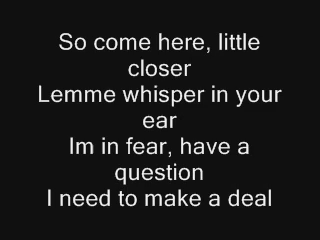 So come here, little
closer
Lemme whisper in your
ear
Im in fear, have a
question
I need to make a deal